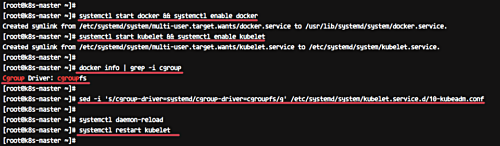 [root@k8s-master ~]#
[root@k8s-master ~]# systemctl start docker && systemctl enable docker
Created symlink from /etc/systemd/system/multi-user.target.wants/docker.service to /usr/lib/systemd/system/docker.service.
[root@k8s-master ~]# systemctl start kubelet && systemctl enable kubelet
Created symlink from /etc/systemd/system/multi-user.target.wants/kubelet.service to /etc/systemd/system/kubelet.service.
[root@k8s-master ~]#
[root@k8s-master ~]# docker info | grep -i cgroup
Cgroup Driver: cgroupfs
[root@k8s-master ~]#
[root@k8s-master ~]# sed -i 's/cgroup-driver=systemd/cgroup-driver=cgroupfs/g' /etc/systemd/system/kubelet.service.d/10-kubeadm.conf
[root@k8s-master ~]#
[root@k8s-master ~]# systemctl daemon-reload
[root@k8s-master ~]# systemctl restart kubelet